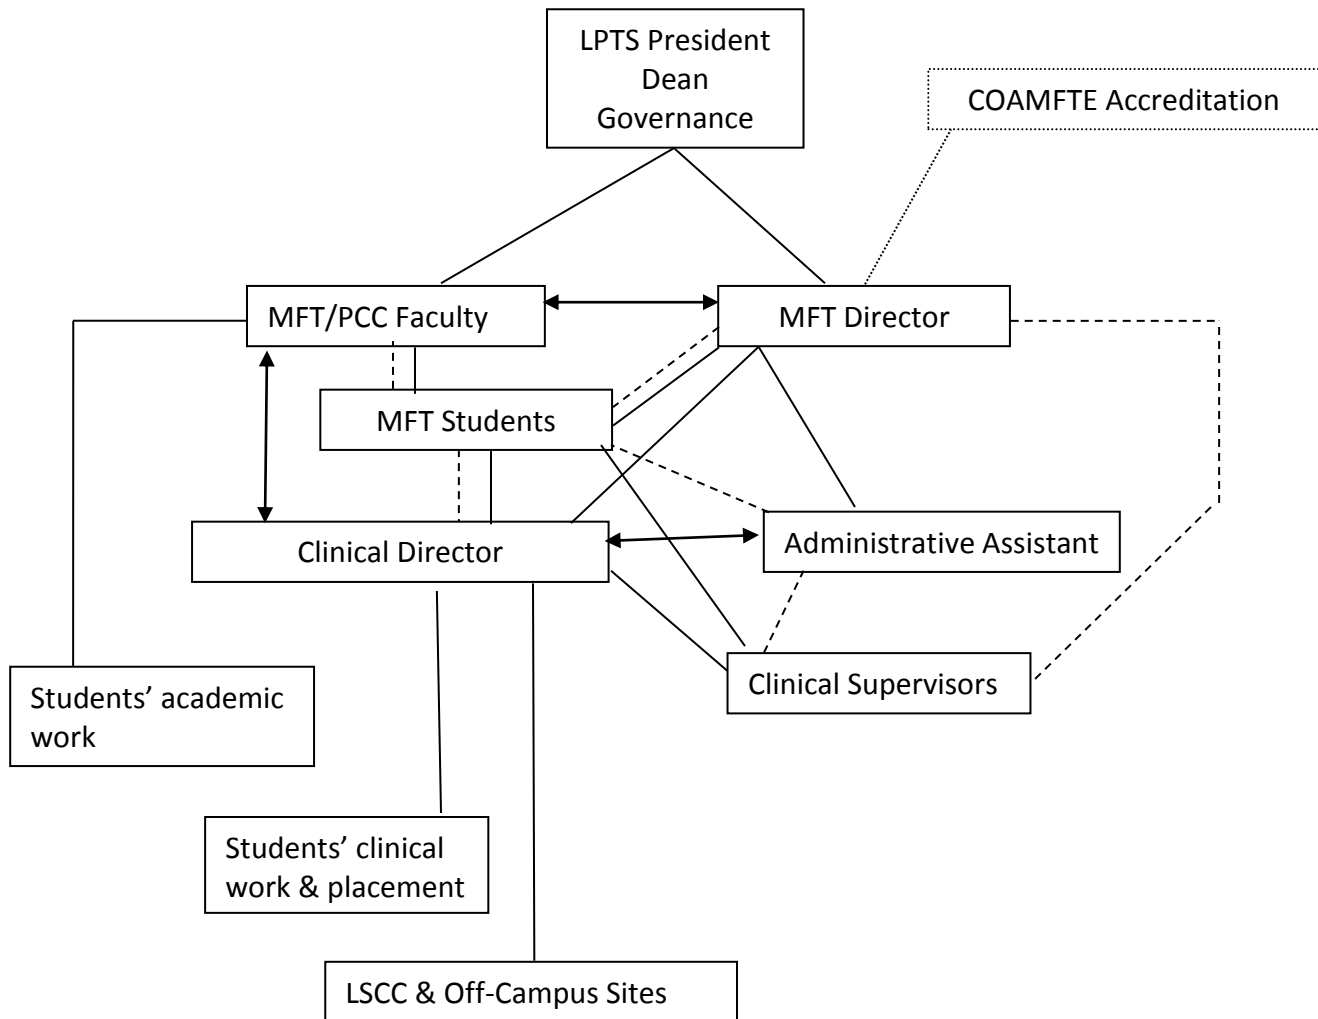 LPTS President
Dean
Governance
COAMFTE Accreditation
MFT/PCC Faculty
MFT Director
MFT Students
Clinical Director
Administrative Assistant
Clinical Supervisors
Students’ academic
work
Students’ clinical
work & placement
LSCC & Off-Campus Sites